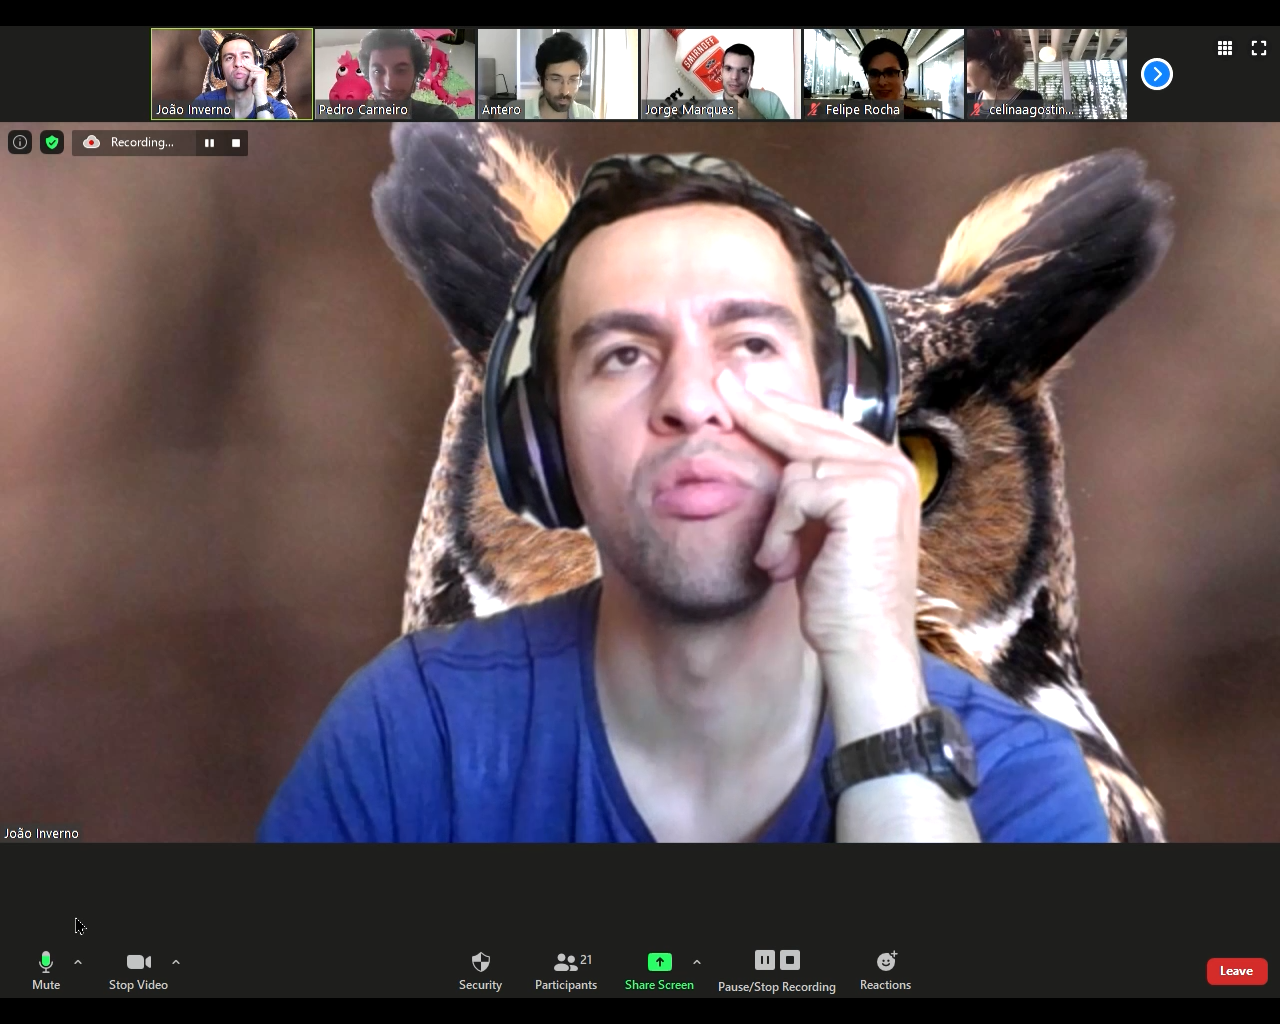 João Inverno
Pedro Carneiro
Antero
Jorge Marques
Felipe Rocha
celinaagostin...
SMIRNOFF
Recording...
João Inverno
Mute
Stop Video
Security
21
Participants
Share Screen
Pause/Stop Recording
Reactions
Leave